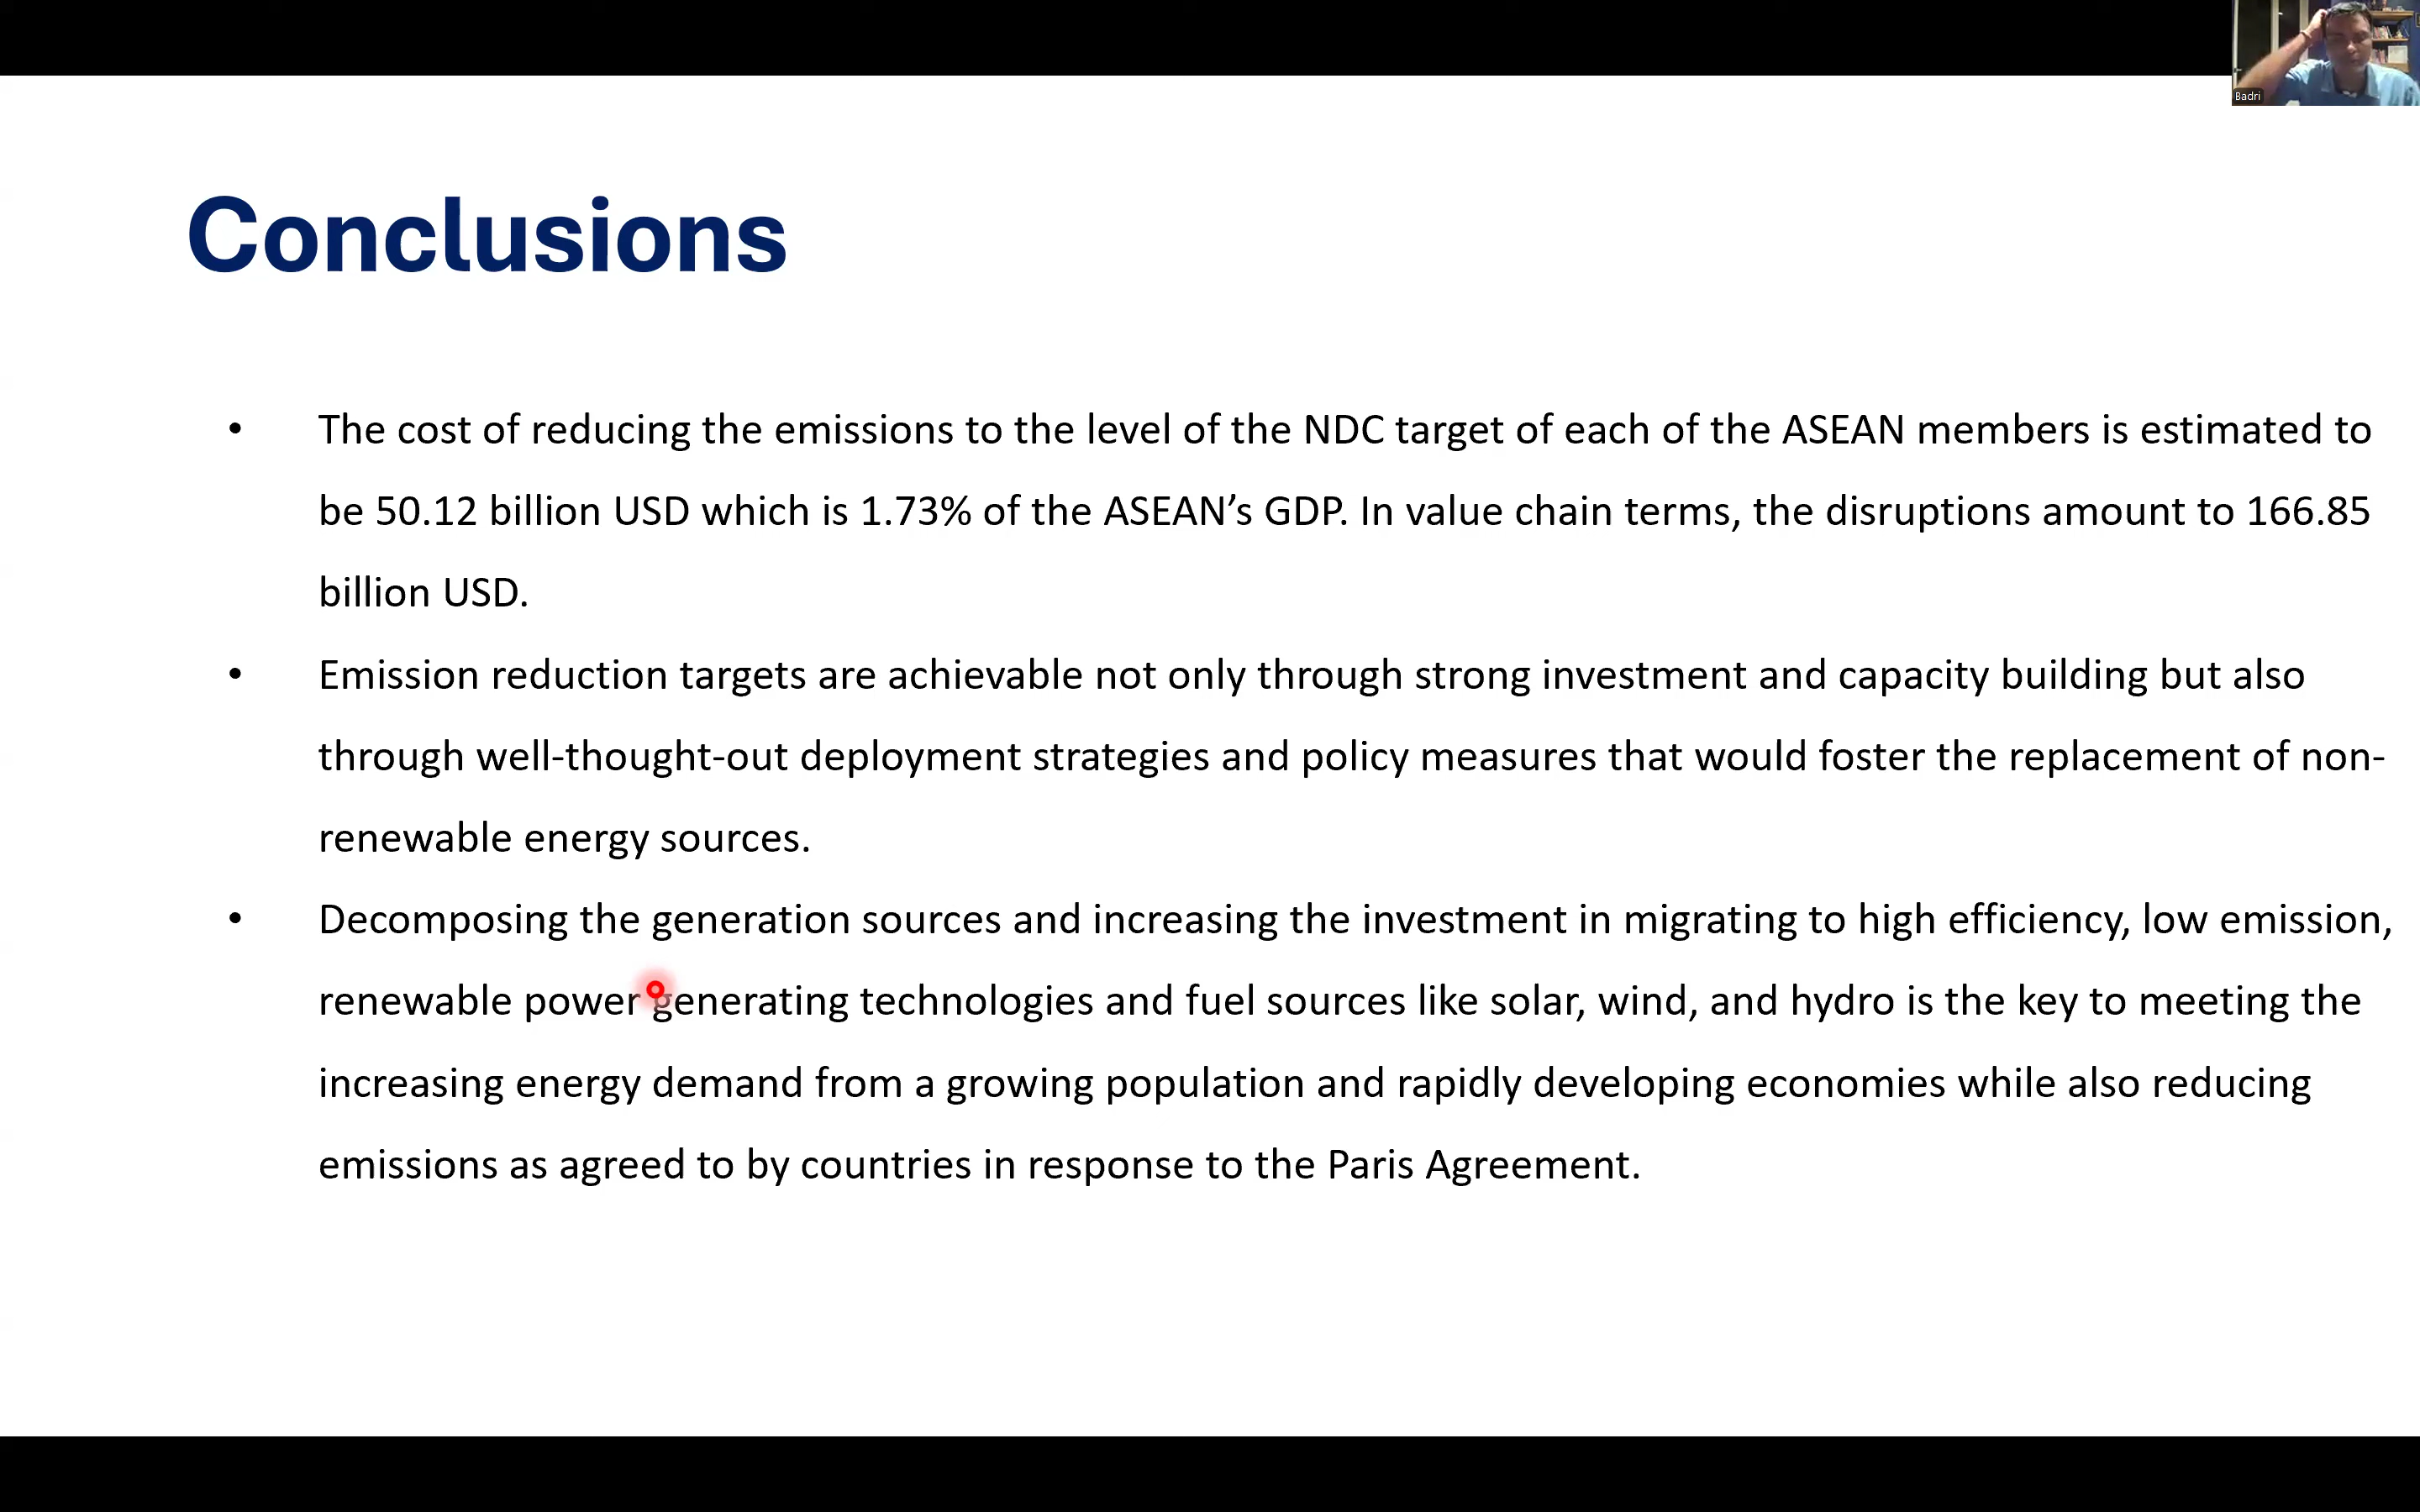 Badri
Conclusions
• The cost of reducing the emissions to the level of the NDC target of each of the ASEAN members is estimated to
be 50.12 billion USD which is 1.73% of the ASEAN’s GDP. In value chain terms, the disruptions amount to 166.85
billion USD.
• Emission reduction targets are achievable not only through strong investment and capacity building but also
through well-thought-out deployment strategies and policy measures that would foster the replacement of non-
renewable energy sources.
• Decomposing the generation sources and increasing the investment in migrating to high efficiency, low emission,
renewable power generating technologies and fuel sources like solar, wind, and hydro is the key to meeting the
increasing energy demand from a growing population and rapidly developing economies while also reducing
emissions as agreed to by countries in response to the Paris Agreement.